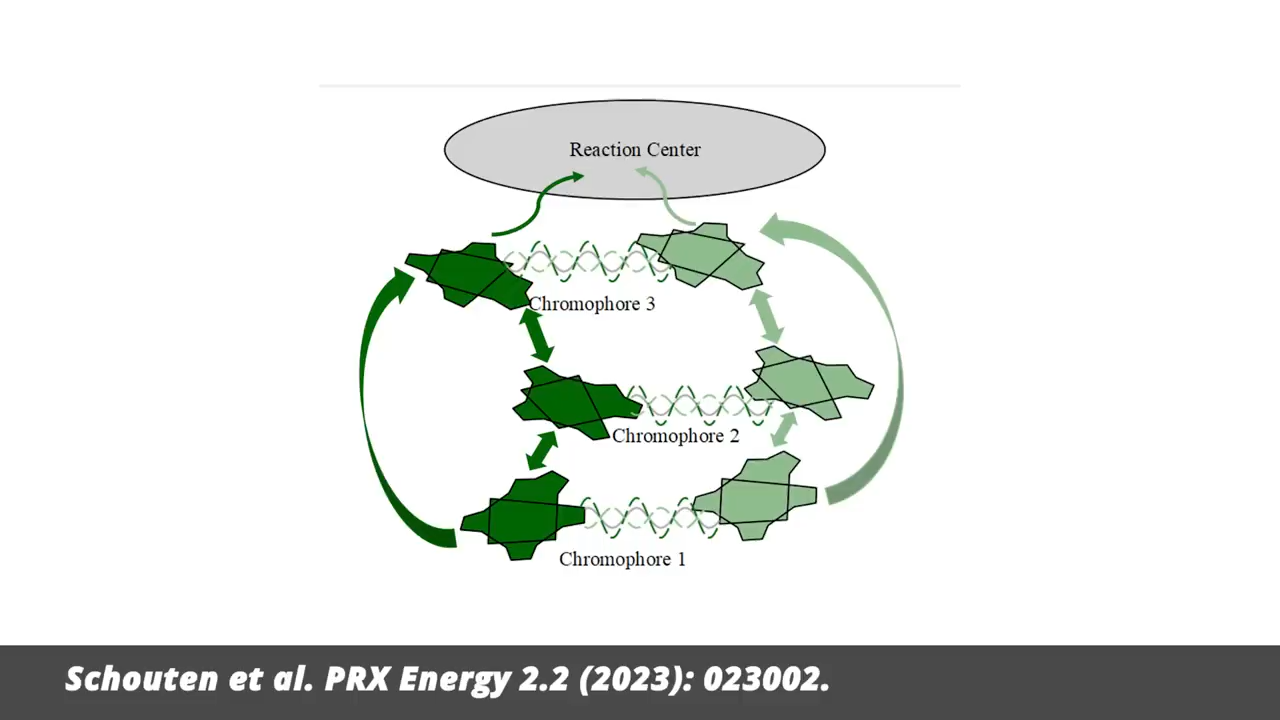 Reaction Center
Chromophore 3
Chromophore 2
Chromophore 1
Schouten et al. PRX Energy 2.2 (2023): 023002.